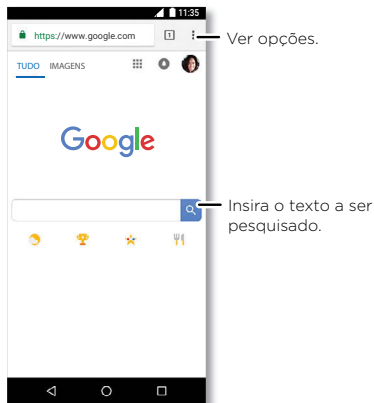 11:35
https://www.google.com 1
Ver opções.
TUDO IMAGENS
Google
Insira o texto a ser
pesquisado.